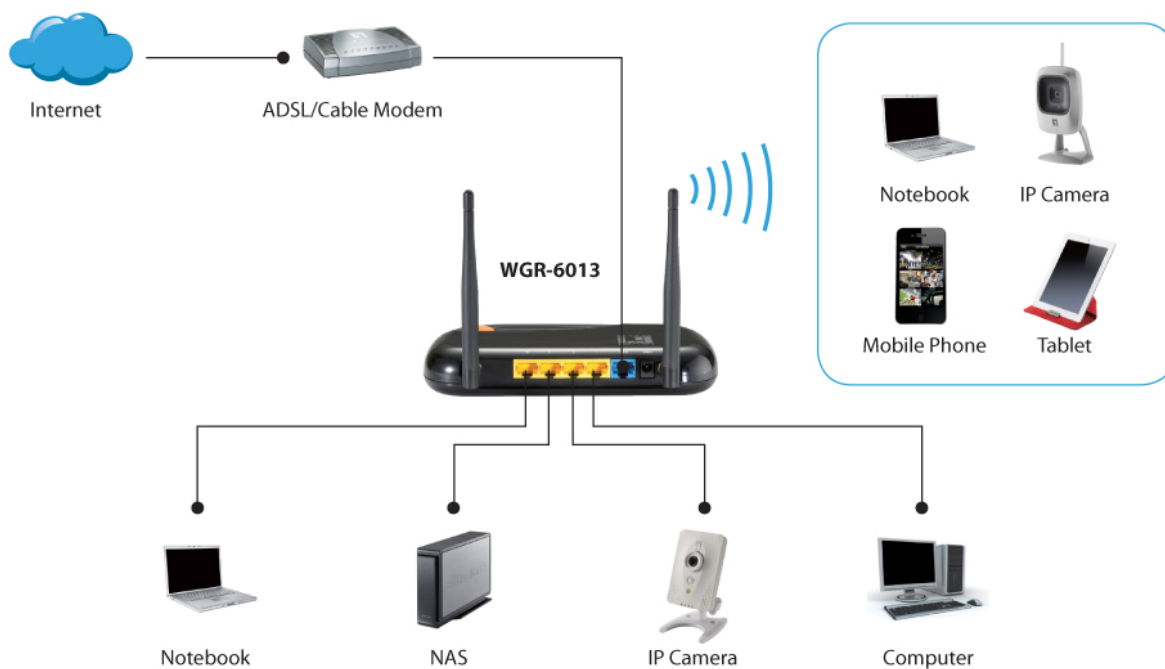 Internet
ADSL/Cable Modem
WGR-6013
Notebook
IP Camera
Mobile Phone
Tablet
Notebook
NAS
IP Camera
Computer